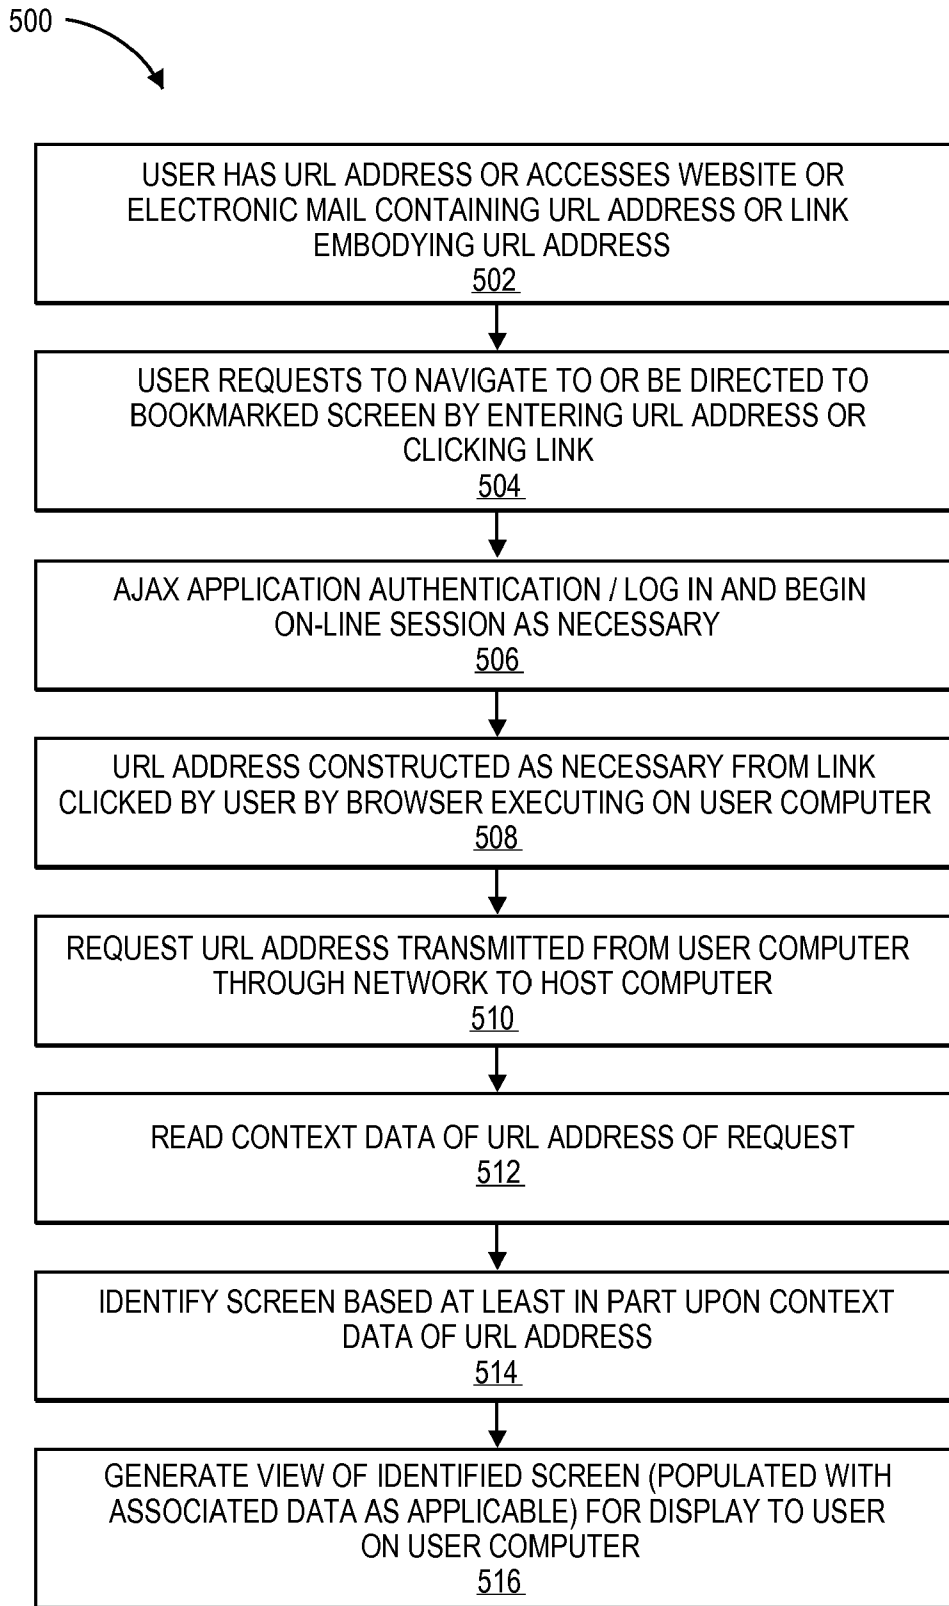 500
USER HAS URL ADDRESS OR ACCESSES WEBSITE OR
ELECTRONIC MAIL CONTAINING URL ADDRESS OR LINK
EMBODYING URL ADDRESS
502
USER REQUESTS TO NAVIGATE TO OR BE DIRECTED TO
BOOKMARKED SCREEN BY ENTERING URL ADDRESS OR
CLICKING LINK
504
AJAX APPLICATION AUTHENTICATION / LOG IN AND BEGIN
ON-LINE SESSION AS NECESSARY
506
URL ADDRESS CONSTRUCTED AS NECESSARY FROM LINK
CLICKED BY USER BY BROWSER EXECUTING ON USER COMPUTER
508
REQUEST URL ADDRESS TRANSMITTED FROM USER COMPUTER
THROUGH NETWORK TO HOST COMPUTER
510
READ CONTEXT DATA OF URL ADDRESS OF REQUEST
512
IDENTIFY SCREEN BASED AT LEAST IN PART UPON CONTEXT
DATA OF URL ADDRESS
514
GENERATE VIEW OF IDENTIFIED SCREEN (POPULATED WITH
ASSOCIATED DATA AS APPLICABLE) FOR DISPLAY TO USER
ON USER COMPUTER
516